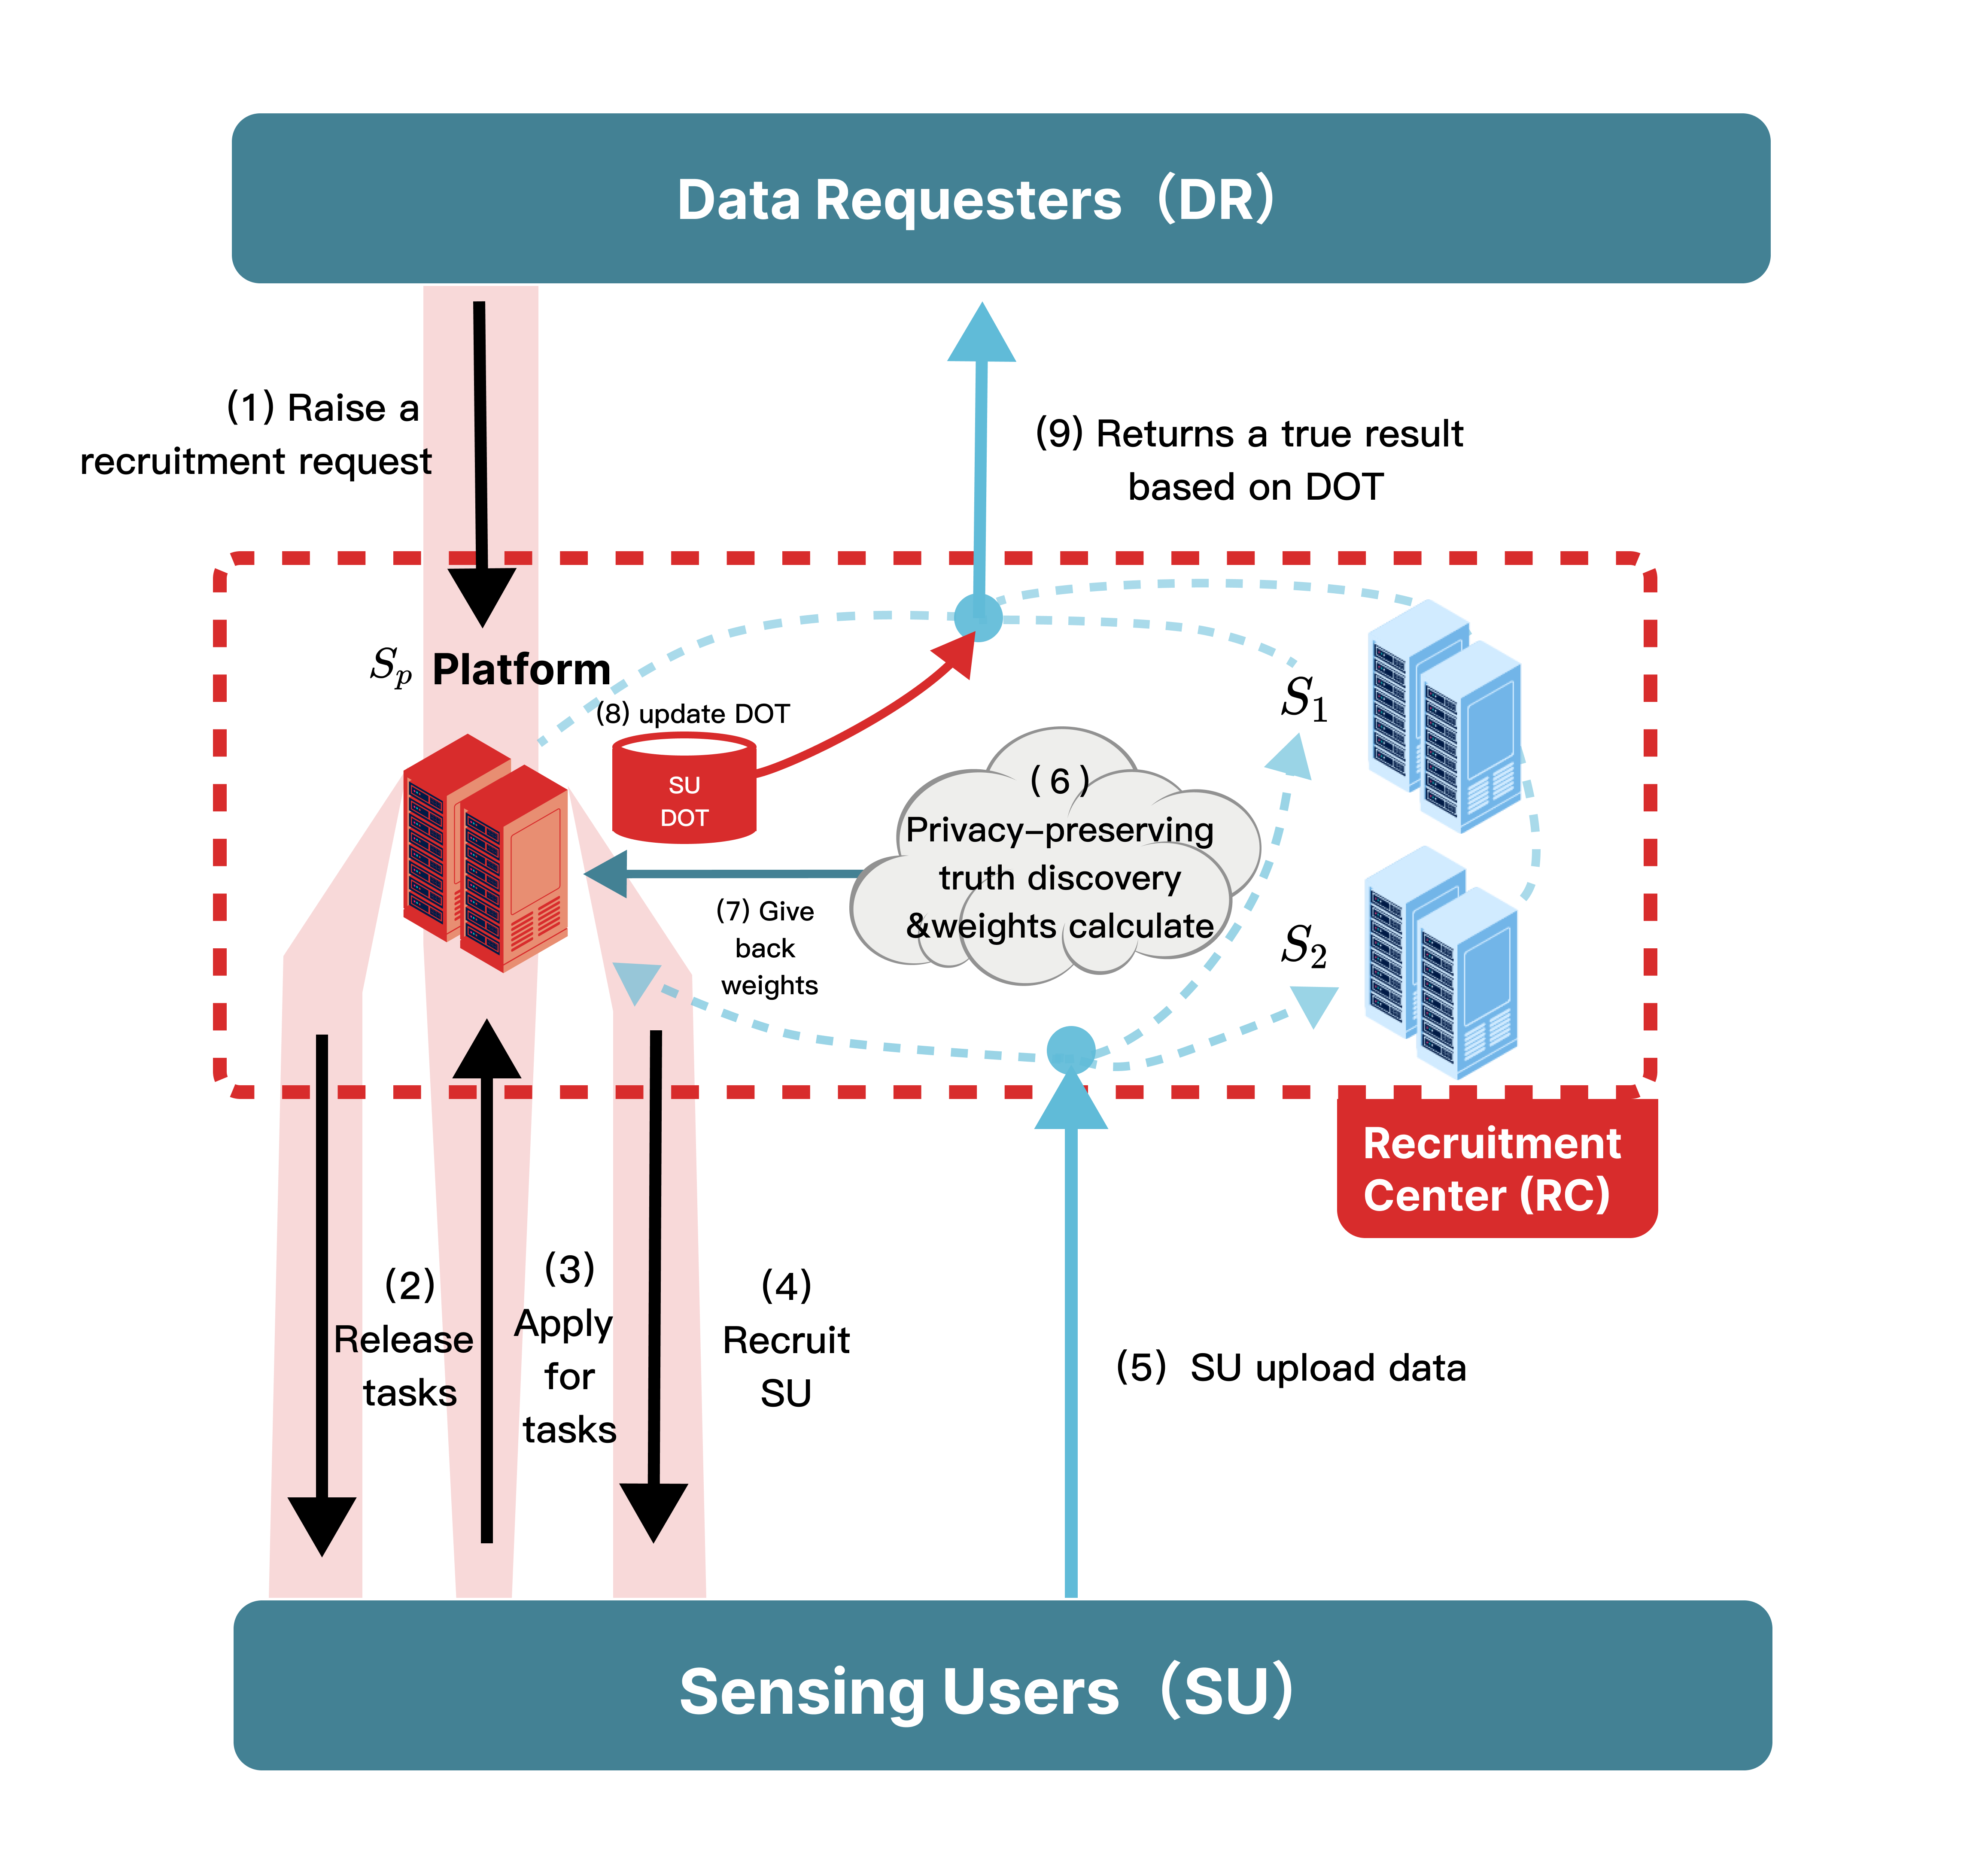 Data Requesters（DR）
(1) Raise a
recruitment request
(9) Returns a true result
based on DOT
Sp Platform
(8) update DOT
SU
DOT
S1
(6)
Privacy-preserving
truth discovery
&weights calculate
(7) Give
back
weights
S2
Recruitment
Center (RC)
(2)
Release
tasks
(3)
Apply
for
tasks
(4)
Recruit
SU
(5) SU upload data
Sensing Users（SU）